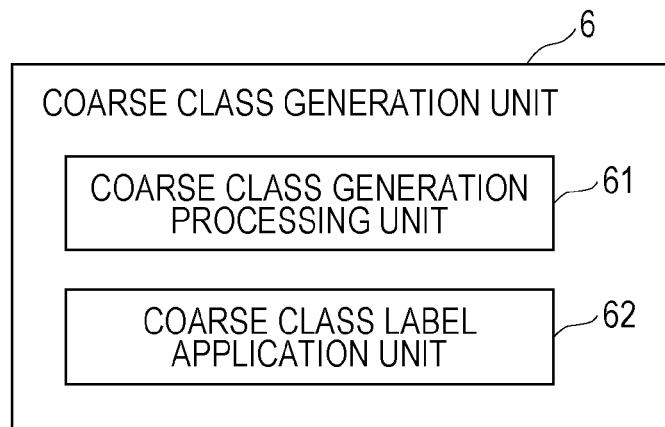 6
COARSE CLASS GENERATION UNIT
COARSE CLASS GENERATION
PROCESSING UNIT
61
COARSE CLASS LABEL
APPLICATION UNIT
62